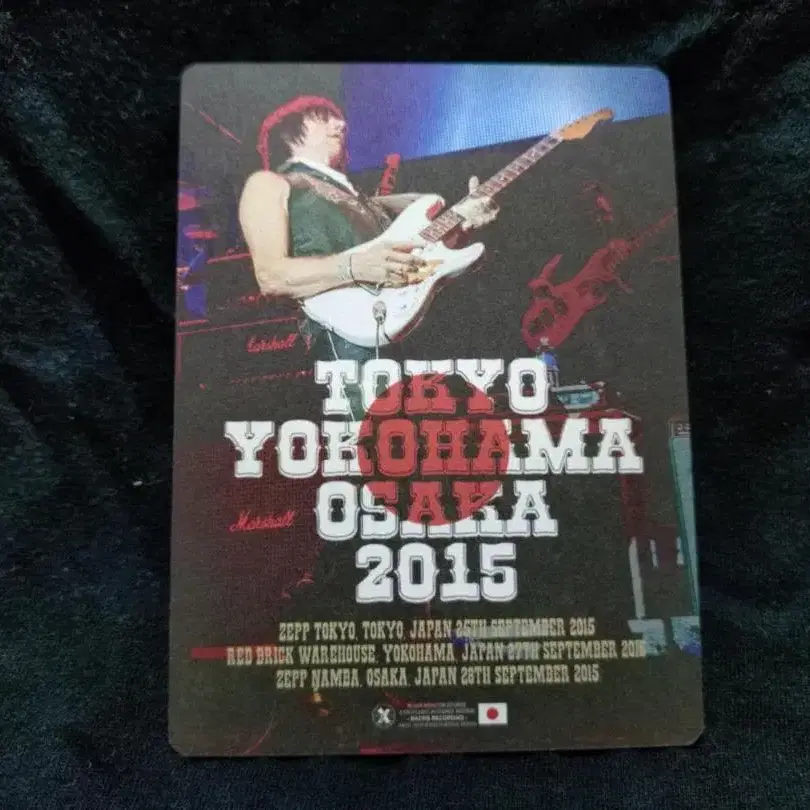 Marshall
TOKYO
YOKOHAMA
OSAKA
Marshall
2015
ZEPP TOKYO, TOKYO, JAPAN 25TH SEPTEMBER 2015
RED BRICK WAREHOUSE, YOKOHAMA, JAPAN 27TH SEPTEMBER 2015
ZEPP NAMBA, OSAKA, JAPAN 28TH SEPTEMBER 2015
X